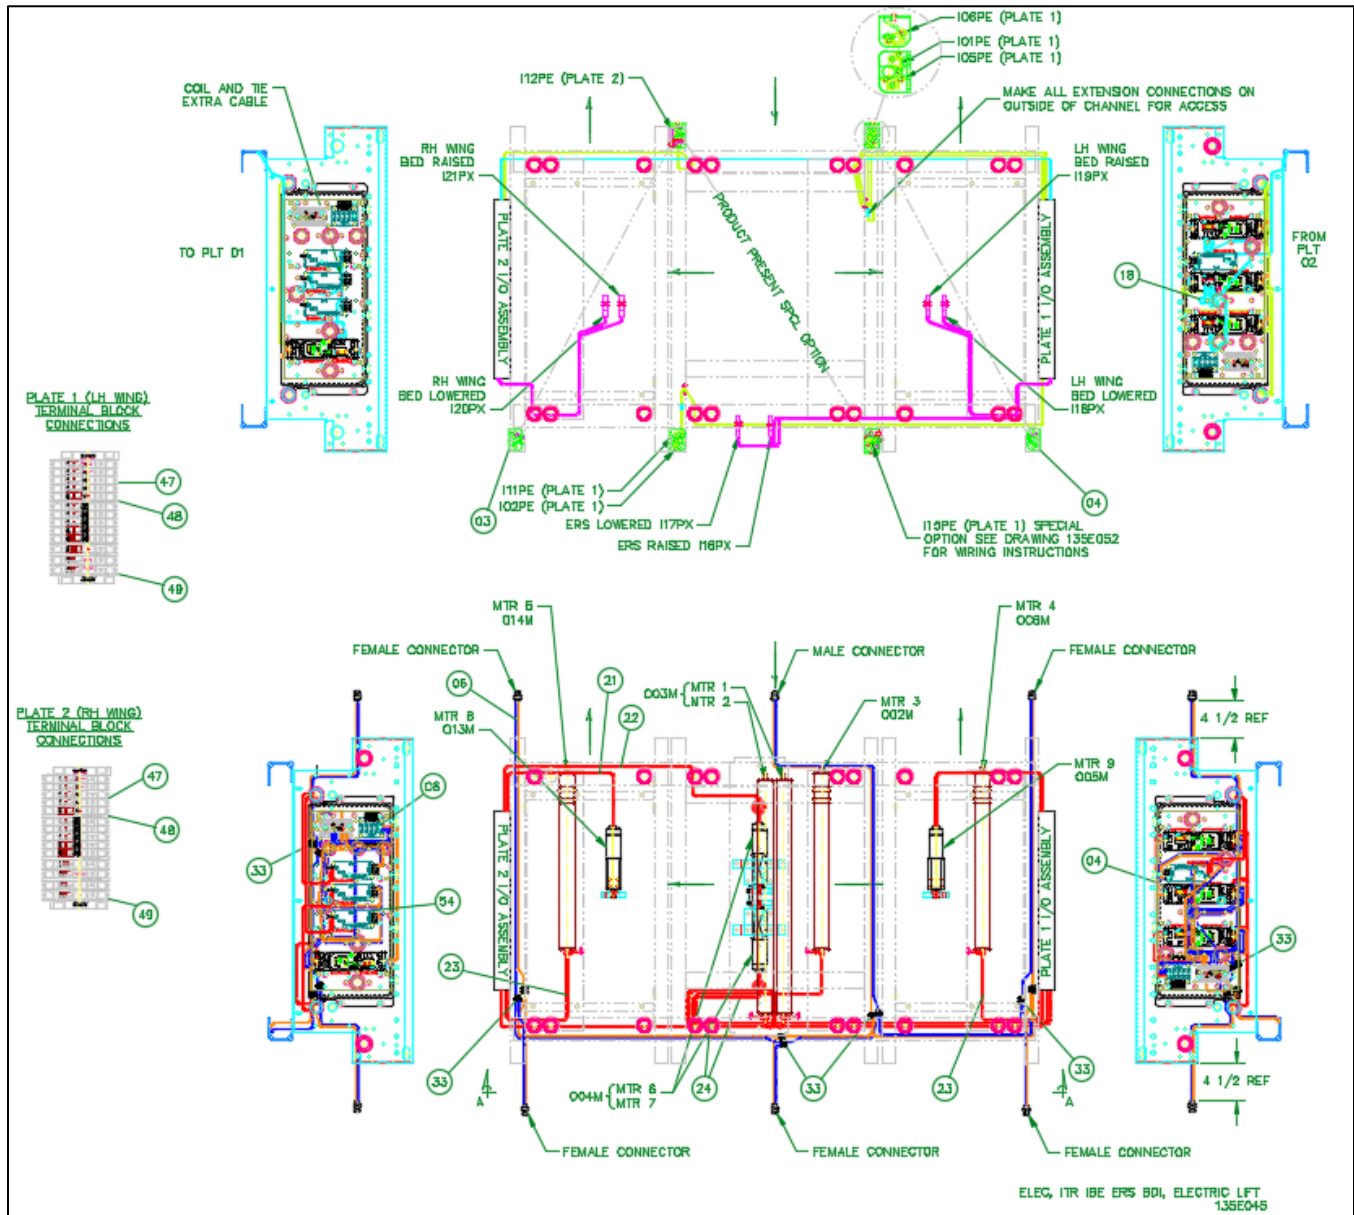 I06PE (PLATE 1)
I01PE (PLATE 1)
I05PE (PLATE 1)
I12PE (PLATE 2)
COIL AND TIE
EXTRA CABLE
MAKE ALL EXTENSION CONNECTIONS ON
OUTSIDE OF CHANNEL FOR ACCESS
RH WING
BED RAISED
I21PX
LH WING
BED RAISED
I19PX
PLATE 2 I/O ASSEMBLY
PRODUCT PRESENT SPCL OPTION
PLATE 1 I/O ASSEMBLY
TO PLT 01
FROM
PLT
02
18
RH WING
BED LOWERED
I20PX
LH WING
BED LOWERED
I18PX
PLATE 1 (LH WING)
TERMINAL BLOCK
CONNECTIONS
47
48
49
I11PE (PLATE 1)
I02PE (PLATE 1)
03
04
ERS LOWERED I17PX
ERS RAISED I16PX
I15PE (PLATE 1) SPECIAL
OPTION SEE DRAWING 135E052
FOR WIRING INSTRUCTIONS
MTR 5
O14M
MTR 4
O06M
FEMALE CONNECTOR
MALE CONNECTOR
FEMALE CONNECTOR
21
22
MTR 8
O13M
O03M
MTR 1
MTR 2
MTR 3
O02M
MTR 9
O05M
4 1/2 REF
PLATE 2 (RH WING)
TERMINAL BLOCK
CONNECTIONS
47
48
49
08
33
54
PLATE 2 I/O ASSEMBLY
PLATE 1 I/O ASSEMBLY
04
33
23
33
A
O04M
MTR 6
MTR 7
24
33
23
33
A
4 1/2 REF
FEMALE CONNECTOR
FEMALE CONNECTOR
FEMALE CONNECTOR
ELEC, ITR IBE ERS BDI, ELECTRIC LIFT
135E045